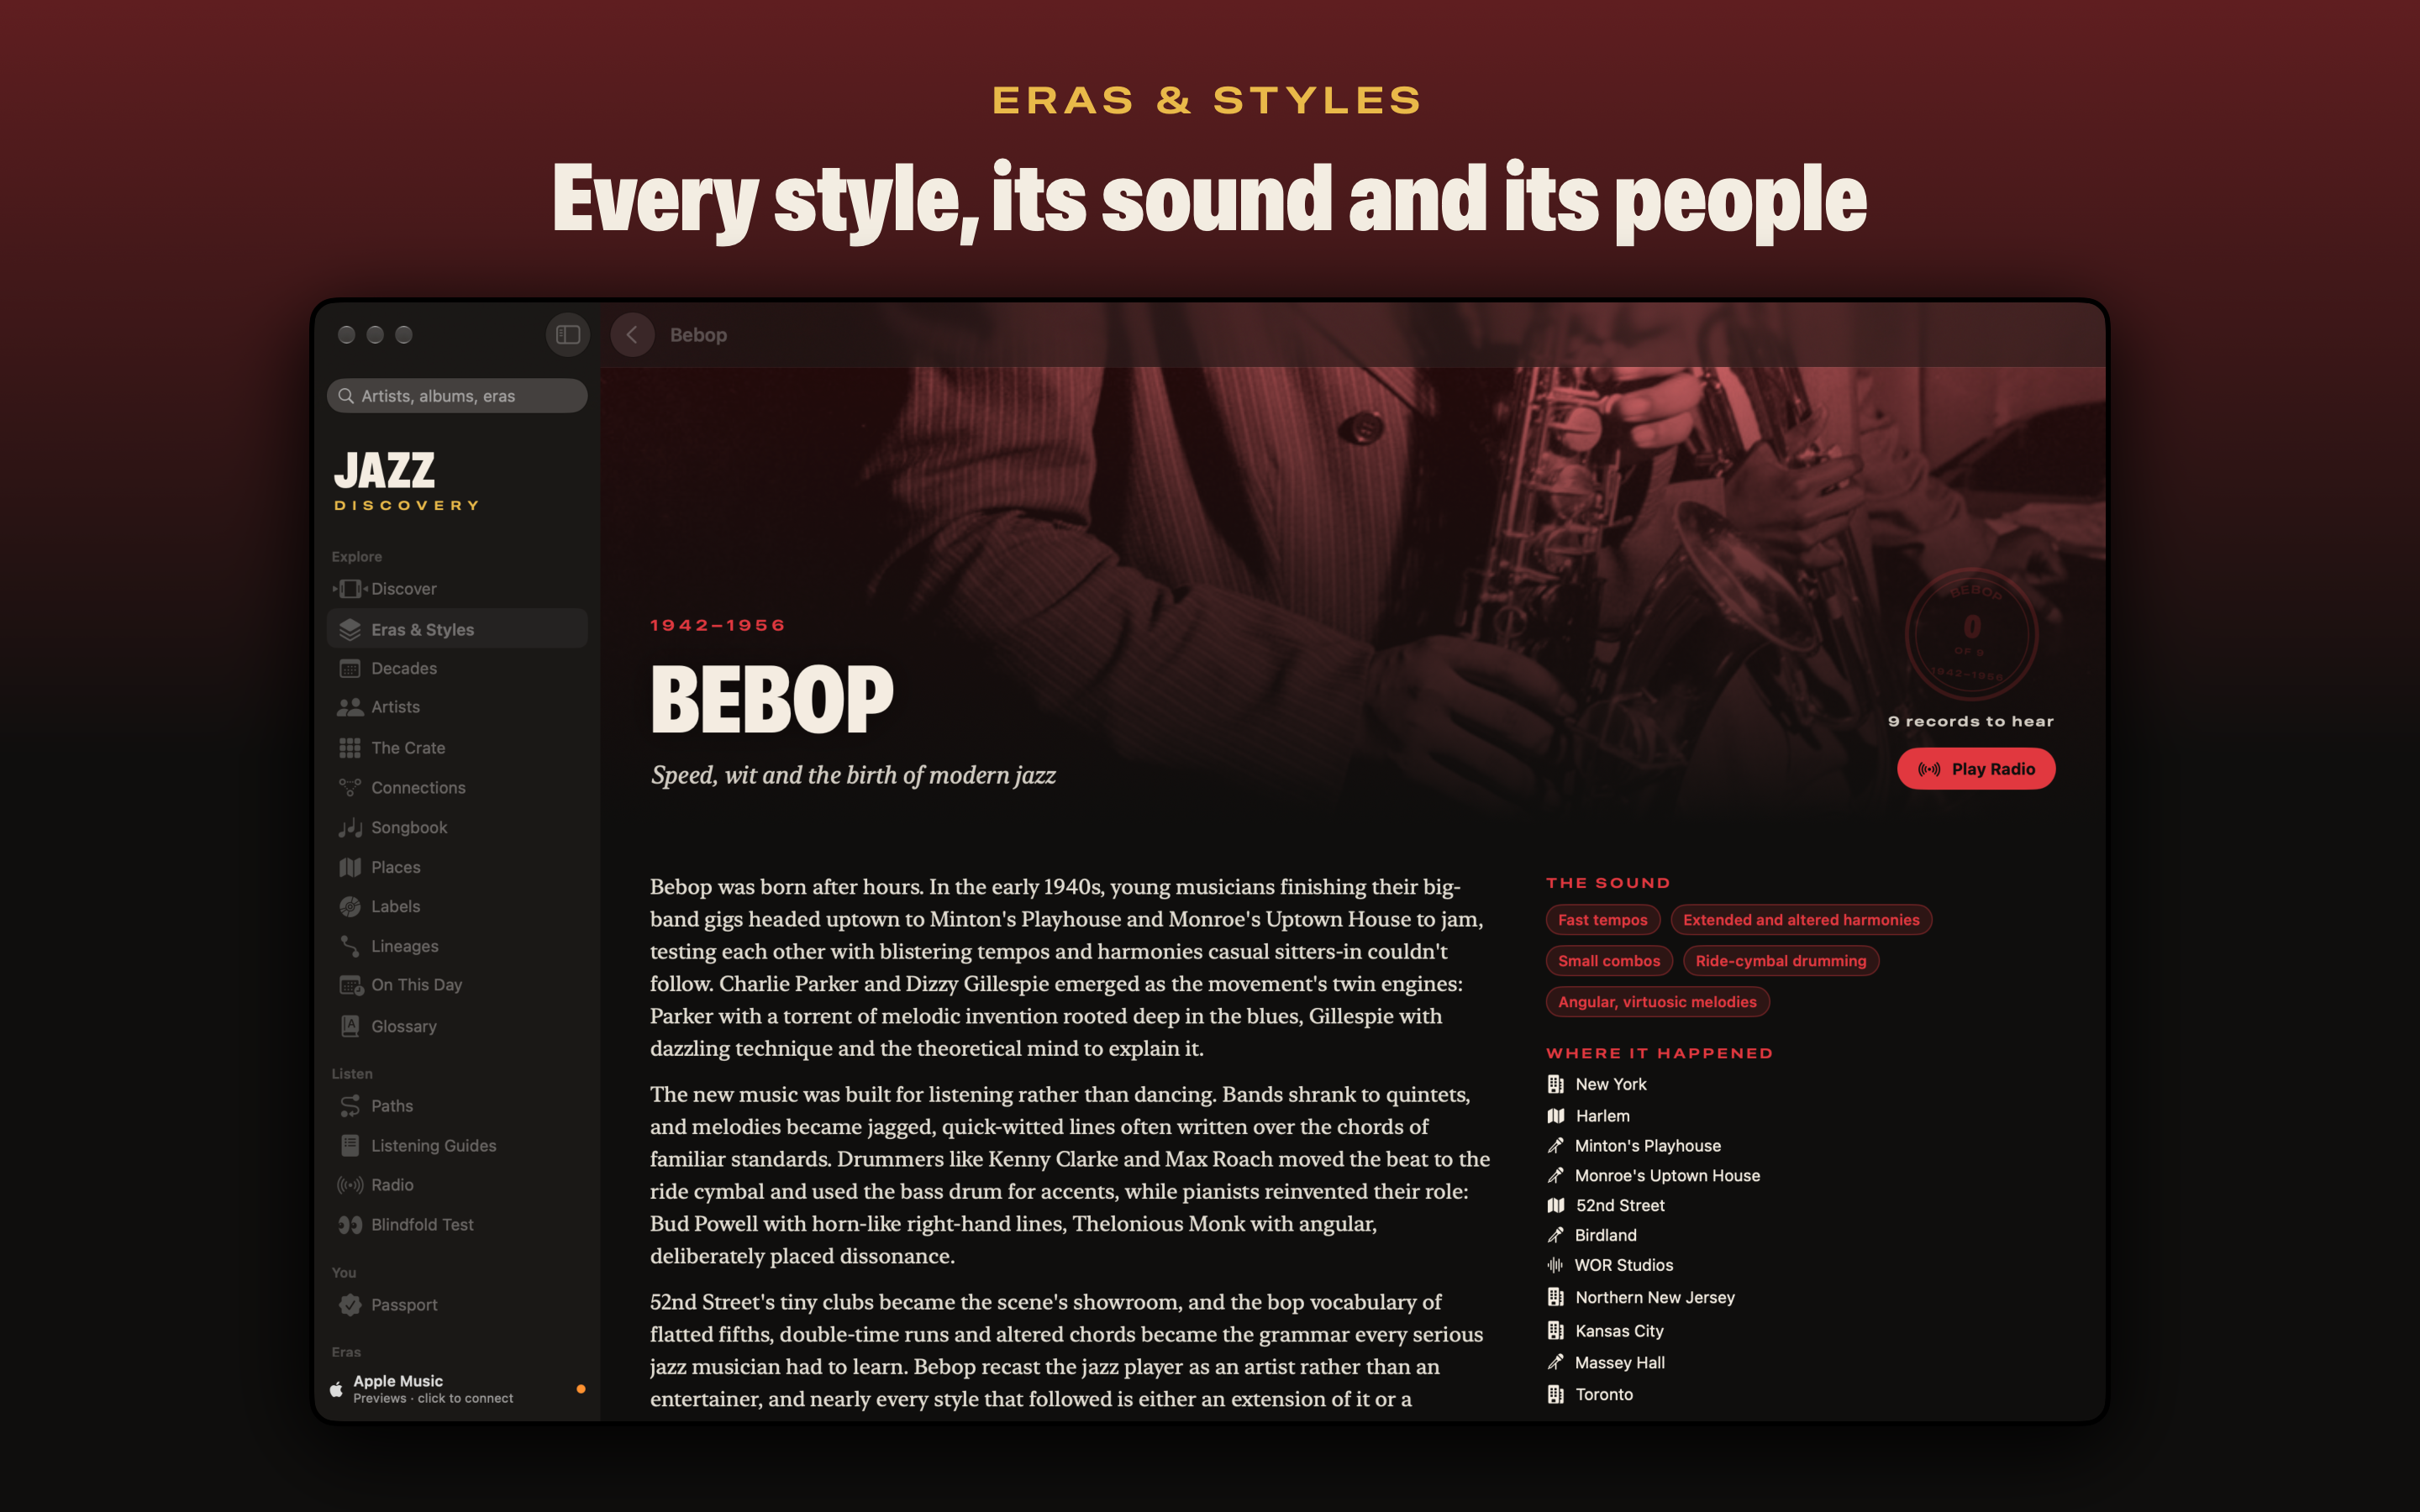 ERAS & STYLES
Every style, its sound and its people
Bebop
Artists, albums, eras
JAZZ
DISCOVERY
Explore
Discover
Eras & Styles
Decades
Artists
The Crate
Connections
Songbook
Places
Labels
Lineages
On This Day
Glossary
Listen
Paths
Listening Guides
Radio
Blindfold Test
You
Passport
Eras
Apple Music
Previews · click to connect
1942–1956
BEBOP
Speed, wit and the birth of modern jazz
BEBOP
0
OF 9
1942–1956
9 records to hear
Play Radio
Bebop was born after hours. In the early 1940s, young musicians finishing their big-
band gigs headed uptown to Minton's Playhouse and Monroe's Uptown House to jam,
testing each other with blistering tempos and harmonies casual sitters-in couldn't
follow. Charlie Parker and Dizzy Gillespie emerged as the movement's twin engines:
Parker with a torrent of melodic invention rooted deep in the blues, Gillespie with
dazzling technique and the theoretical mind to explain it.
The new music was built for listening rather than dancing. Bands shrank to quintets,
and melodies became jagged, quick-witted lines often written over the chords of
familiar standards. Drummers like Kenny Clarke and Max Roach moved the beat to the
ride cymbal and used the bass drum for accents, while pianists reinvented their role:
Bud Powell with horn-like right-hand lines, Thelonious Monk with angular,
deliberately placed dissonance.
52nd Street's tiny clubs became the scene's showroom, and the bop vocabulary of
flatted fifths, double-time runs and altered chords became the grammar every serious
jazz musician had to learn. Bebop recast the jazz player as an artist rather than an
entertainer, and nearly every style that followed is either an extension of it or a
THE SOUND
Fast tempos
Extended and altered harmonies
Small combos
Ride-cymbal drumming
Angular, virtuosic melodies
WHERE IT HAPPENED
New York
Harlem
Minton's Playhouse
Monroe's Uptown House
52nd Street
Birdland
WOR Studios
Northern New Jersey
Kansas City
Massey Hall
Toronto